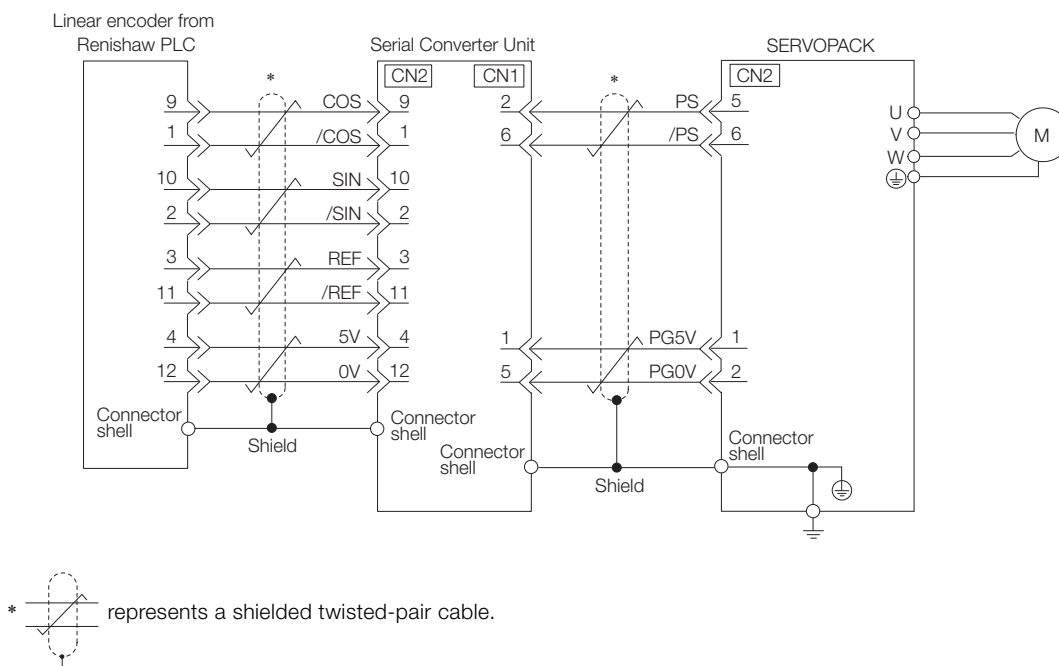 Linear encoder from
Renishaw PLC
Serial Converter Unit
SERVOPACK
CN2
CN1
CN2
*
*
9 COS 9
1 /COS 1
10 SIN 10
2 /SIN 2
3 REF 3
11 /REF 11
4 5V 4
12 0V 12
Connector
shell
Shield
Connector
shell
2 PS 5
6 /PS 6
1 PG5V 1
5 PG0V 2
Connector
shell
Shield
Connector
shell
U
V
W
M
* represents a shielded twisted-pair cable.